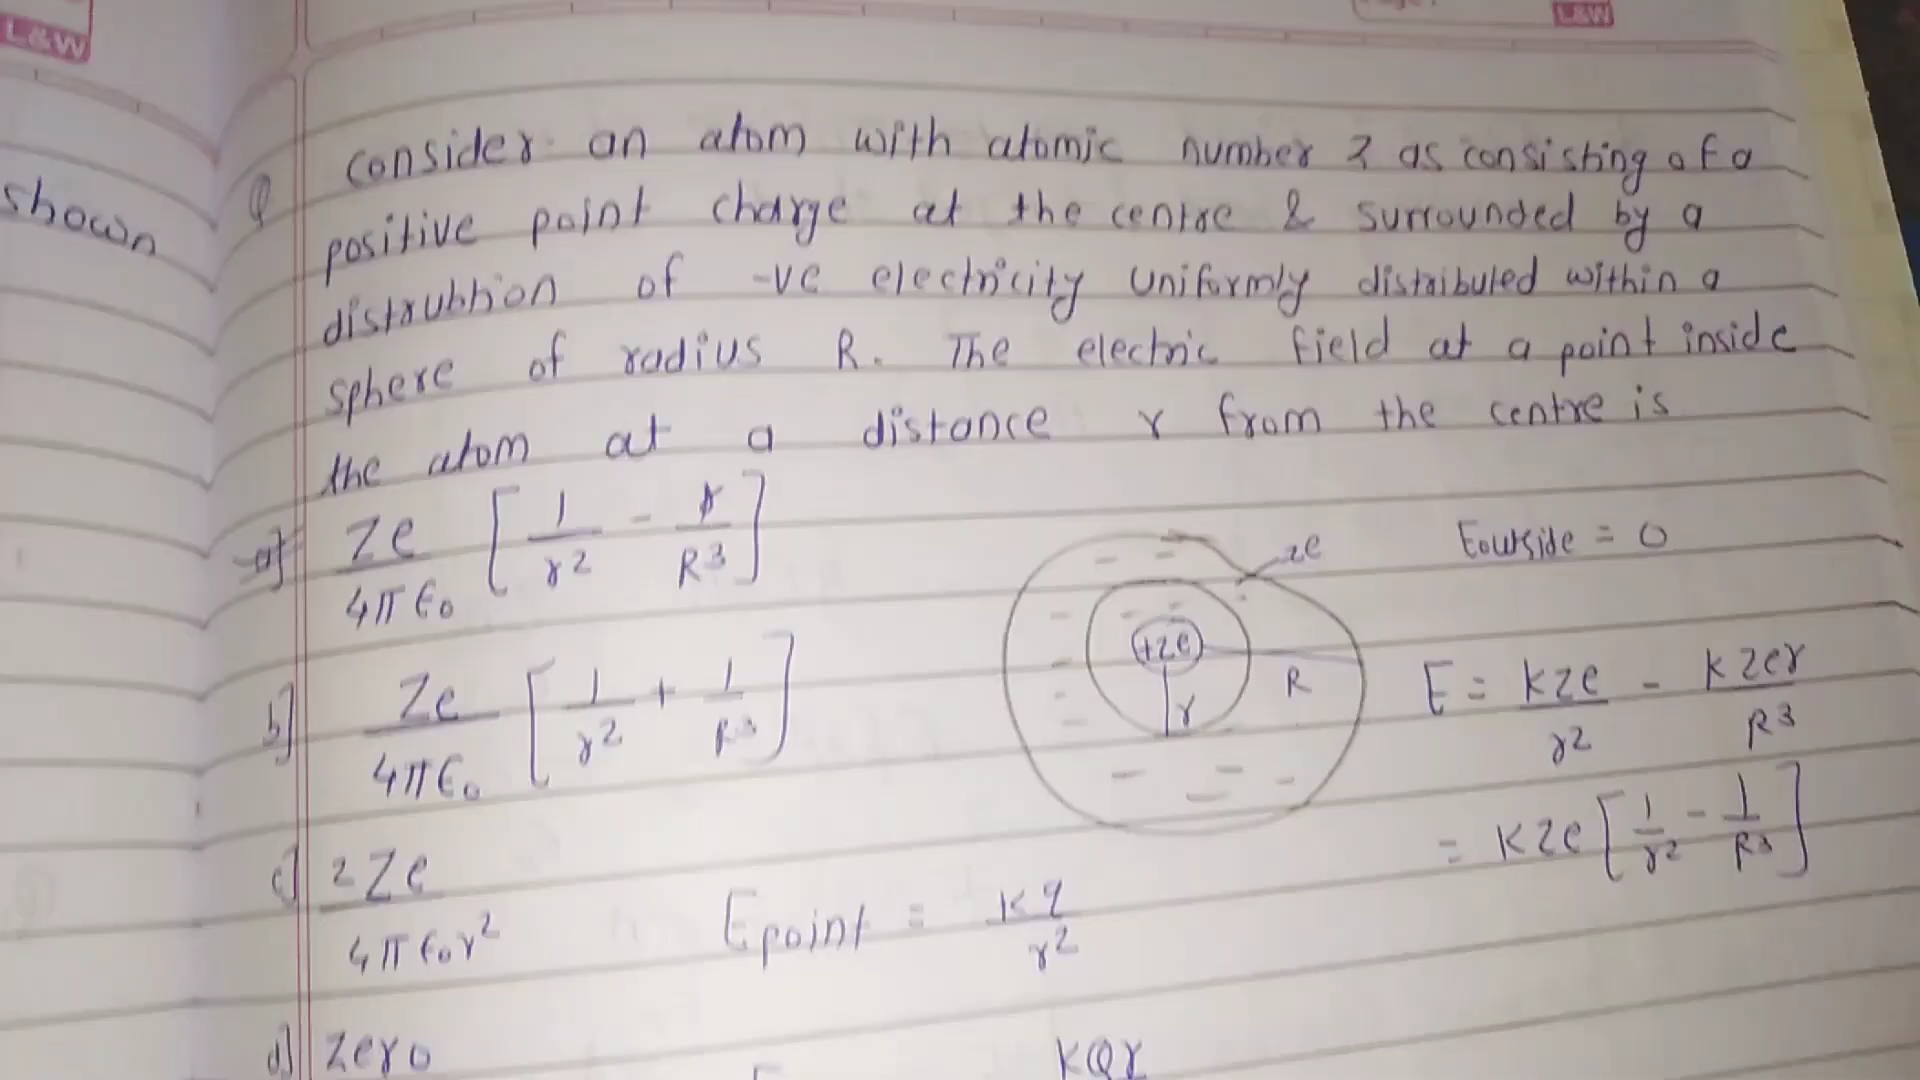 L&W
L&W
shown
Q consider an atom with atomic number Z as consisting of a
positive point charge at the centre & surrounded by a
distrubtion of -ve electricity uniformly distributed within a
sphere of radius R. The electric field at a point inside
the atom at a distance r from the centre is
a] Ze/4πϵ₀ [1/r² - r/R³]
ze
Eoutside = 0
+ze
R
r
b] Ze/4πϵ₀ [1/r² + 1/R³]
E = kze/r² - kzer/R³
= kze [1/r² - 1/R³]
c] 2Ze/4πϵ₀r²
Epoint = kq/r²
d] zero
kQr